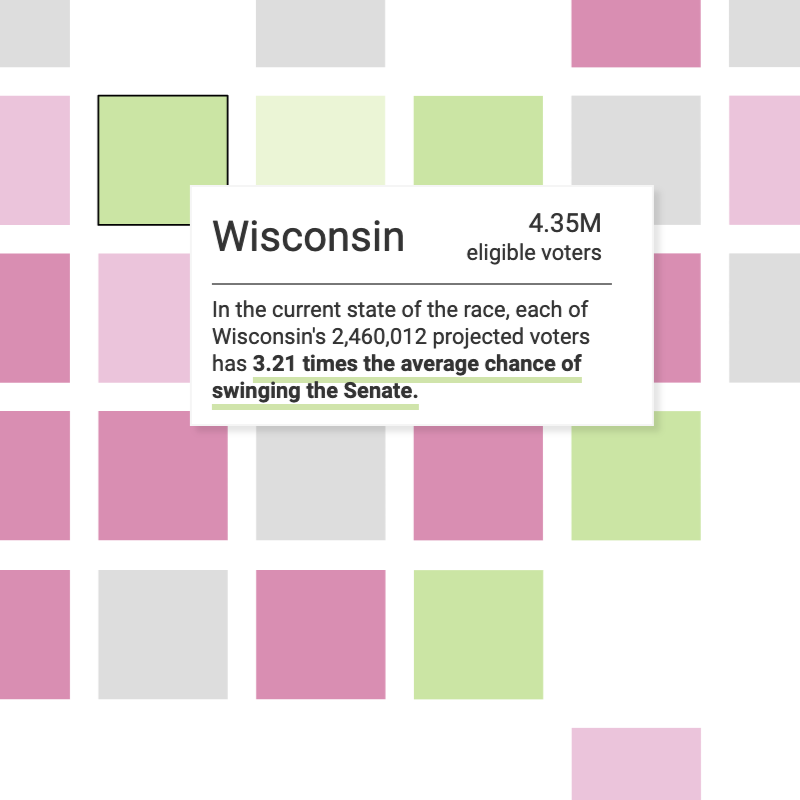 Wisconsin
4.35M
eligible voters
In the current state of the race, each of
Wisconsin's 2,460,012 projected voters
has 3.21 times the average chance of
swinging the Senate.